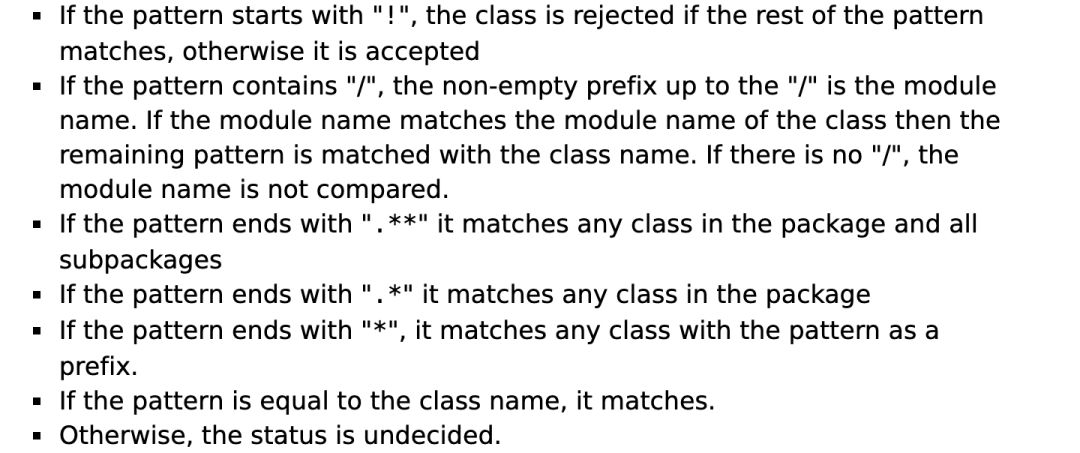 ▪ If the pattern starts with "!", the class is rejected if the rest of the pattern
matches, otherwise it is accepted
▪ If the pattern contains "/", the non-empty prefix up to the "/" is the module
name. If the module name matches the module name of the class then the
remaining pattern is matched with the class name. If there is no "/", the
module name is not compared.
▪ If the pattern ends with ".**" it matches any class in the package and all
subpackages
▪ If the pattern ends with ".*" it matches any class in the package
▪ If the pattern ends with "*", it matches any class with the pattern as a
prefix.
▪ If the pattern is equal to the class name, it matches.
▪ Otherwise, the status is undecided.